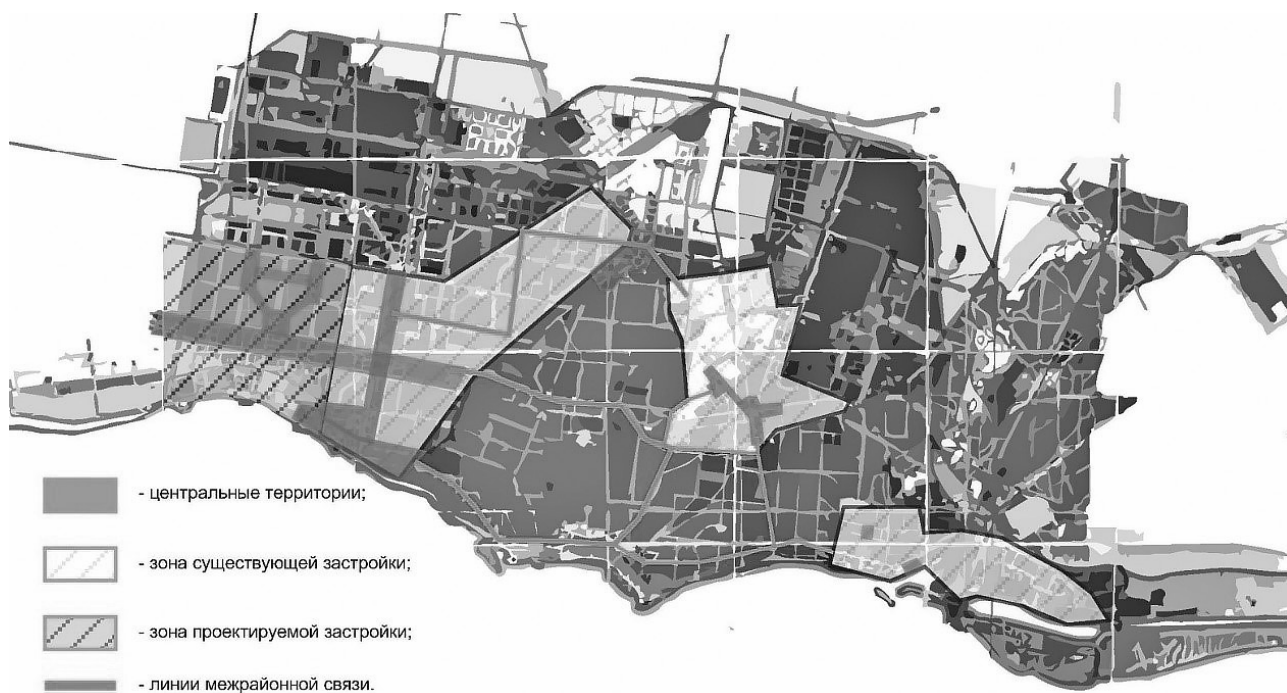 - центральные территории;
- зона существующей застройки;
- зона проектируемой застройки;
- линии межрайонной связи.